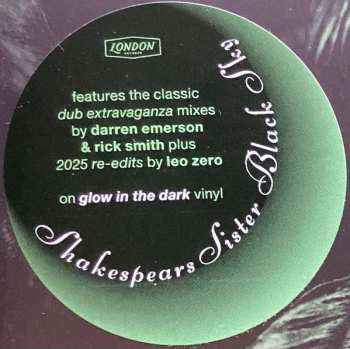 LONDON
features the classic
dub extravaganza mixes
by darren emerson
& rick smith plus
2025 re-edits by leo zero
on glow in the dark vinyl
Shakespears Sister Black Sky